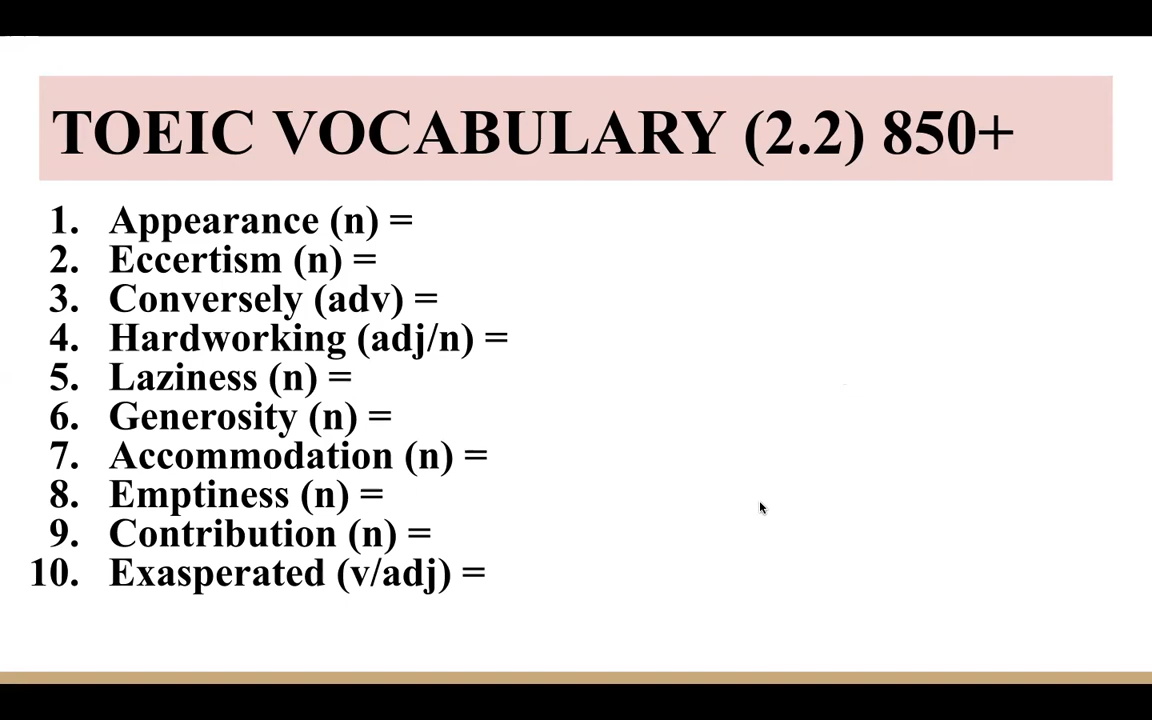 TOEIC VOCABULARY (2.2) 850+
1. Appearance (n) =
2. Eccertism (n) =
3. Conversely (adv) =
4. Hardworking (adj/n) =
5. Laziness (n) =
6. Generosity (n) =
7. Accommodation (n) =
8. Emptiness (n) =
9. Contribution (n) =
10. Exasperated (v/adj) =